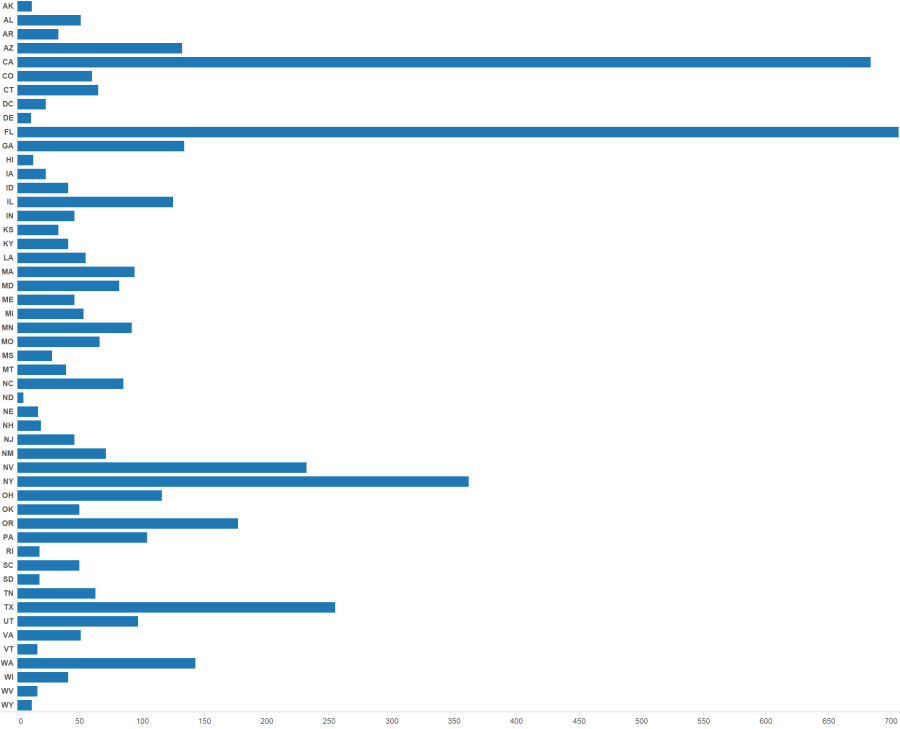 AK
AL
AR
AZ
CA
CO
CT
DC
DE
FL
GA
HI
IA
ID
IL
IN
KS
KY
LA
MA
MD
ME
MI
MN
MO
MS
MT
NC
ND
NE
NH
NJ
NM
NV
NY
OH
OK
OR
PA
RI
SC
SD
TN
TX
UT
VA
VT
WA
WI
WV
WY
0 50 100 150 200 250 300 350 400 450 500 550 600 650 700